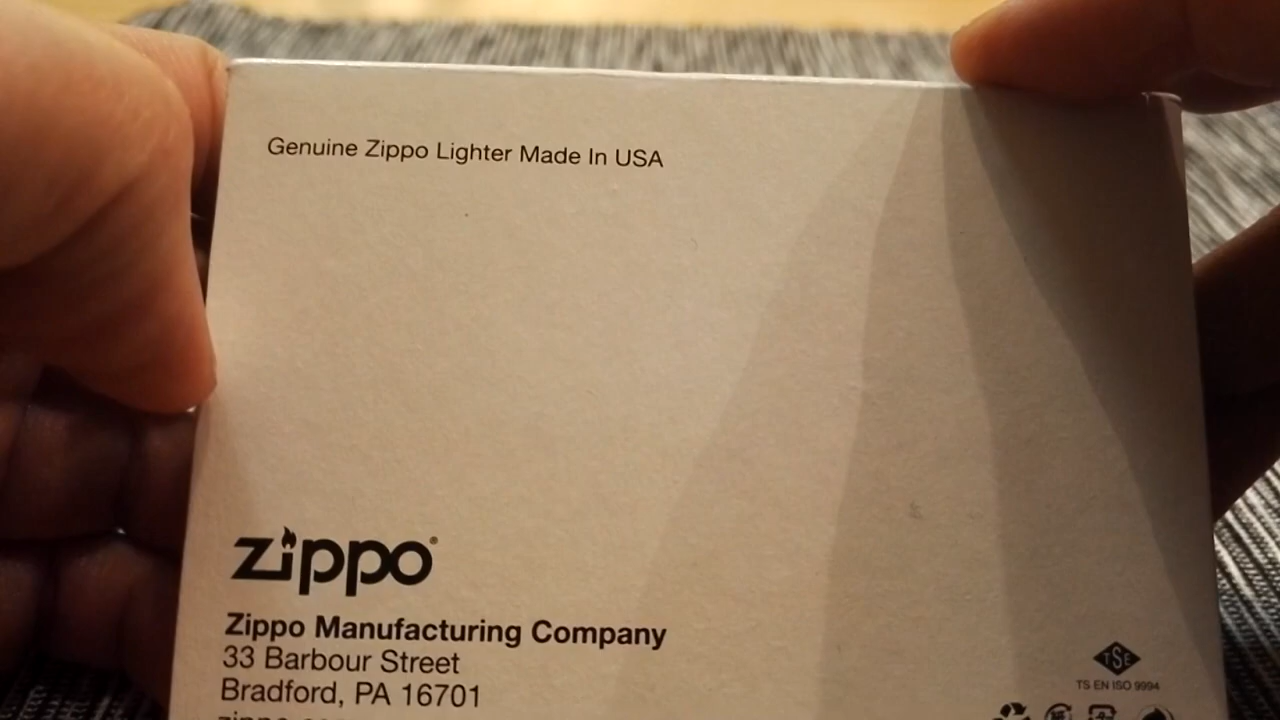 Genuine Zippo Lighter Made In USA
zippo®
Zippo Manufacturing Company
33 Barbour Street
Bradford, PA 16701
TSE
TS EN ISO 9994